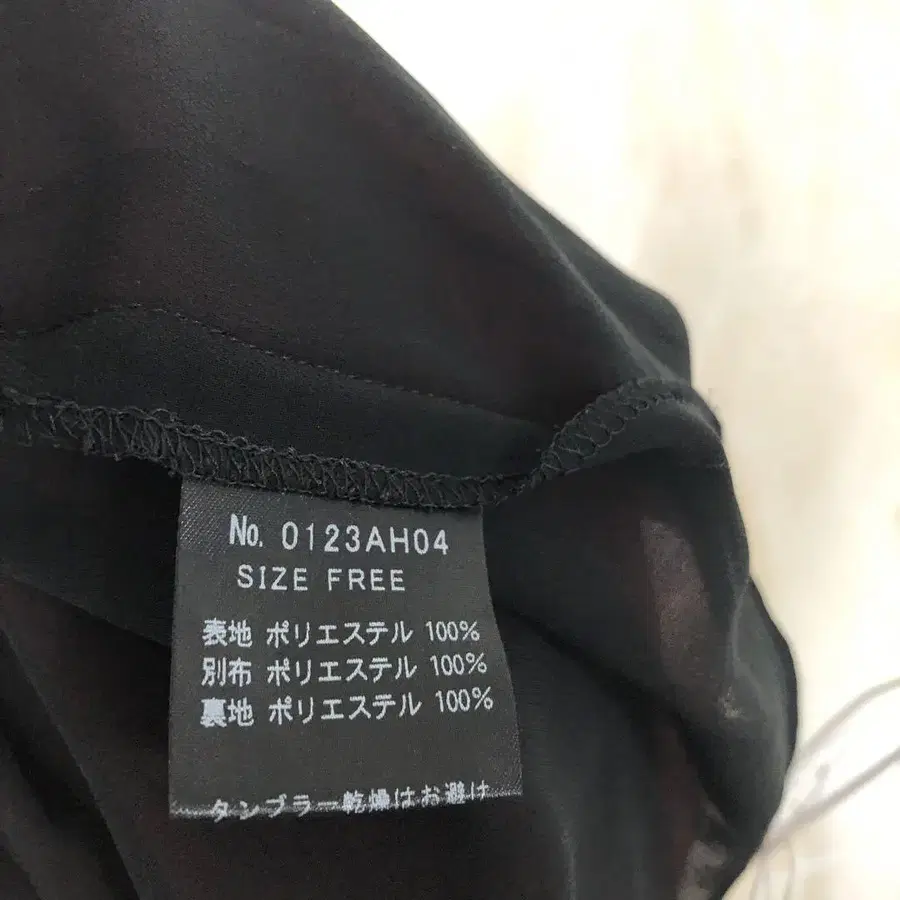 No. 0123AH04
SIZE FREE
表地 ポリエステル 100%
別布 ポリエステル 100%
裏地 ポリエステル 100%
タンブラー乾燥はお避け